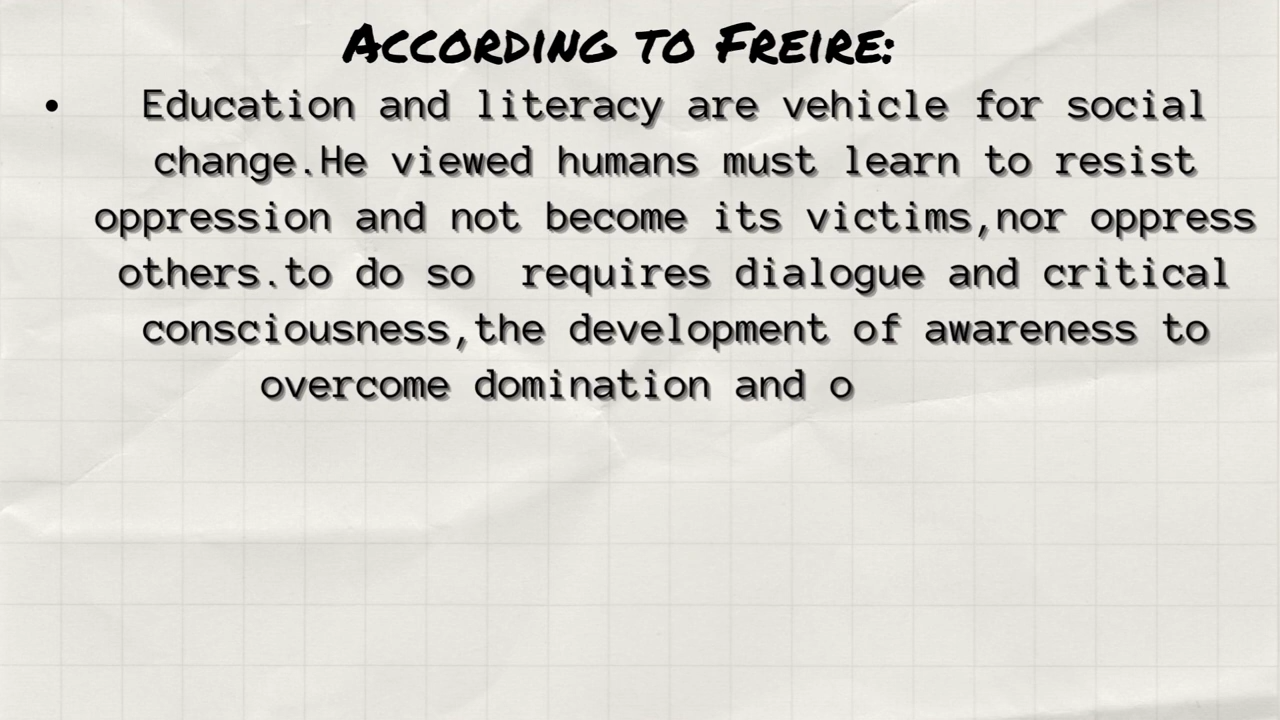 According to Freire:
• Education and literacy are vehicle for social
change.He viewed humans must learn to resist
oppression and not become its victims,nor oppress
others.to do so  requires dialogue and critical
consciousness,the development of awareness to
overcome domination and o